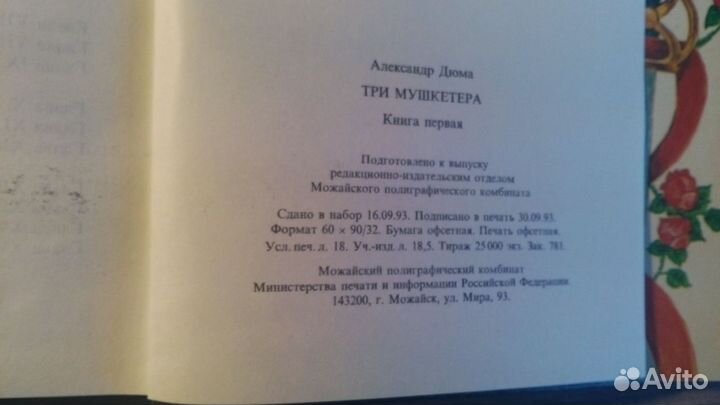 Александр Дюма
ТРИ МУШКЕТЕРА
Книга первая
Подготовлено к выпуску
редакционно-издательским отделом
Можайского полиграфического комбината
Сдано в набор 16.09.93. Подписано в печать 30.09.93.
Формат 60 × 90/32. Бумага офсетная. Печать офсетная.
Усл. печ. л. 18. Уч.-изд. л. 18,5. Тираж 25 000 экз. Зак. 781.
Можайский полиграфический комбинат
Министерства печати и информации Российской Федерации
143200, г. Можайск, ул. Мира, 93.
Avito